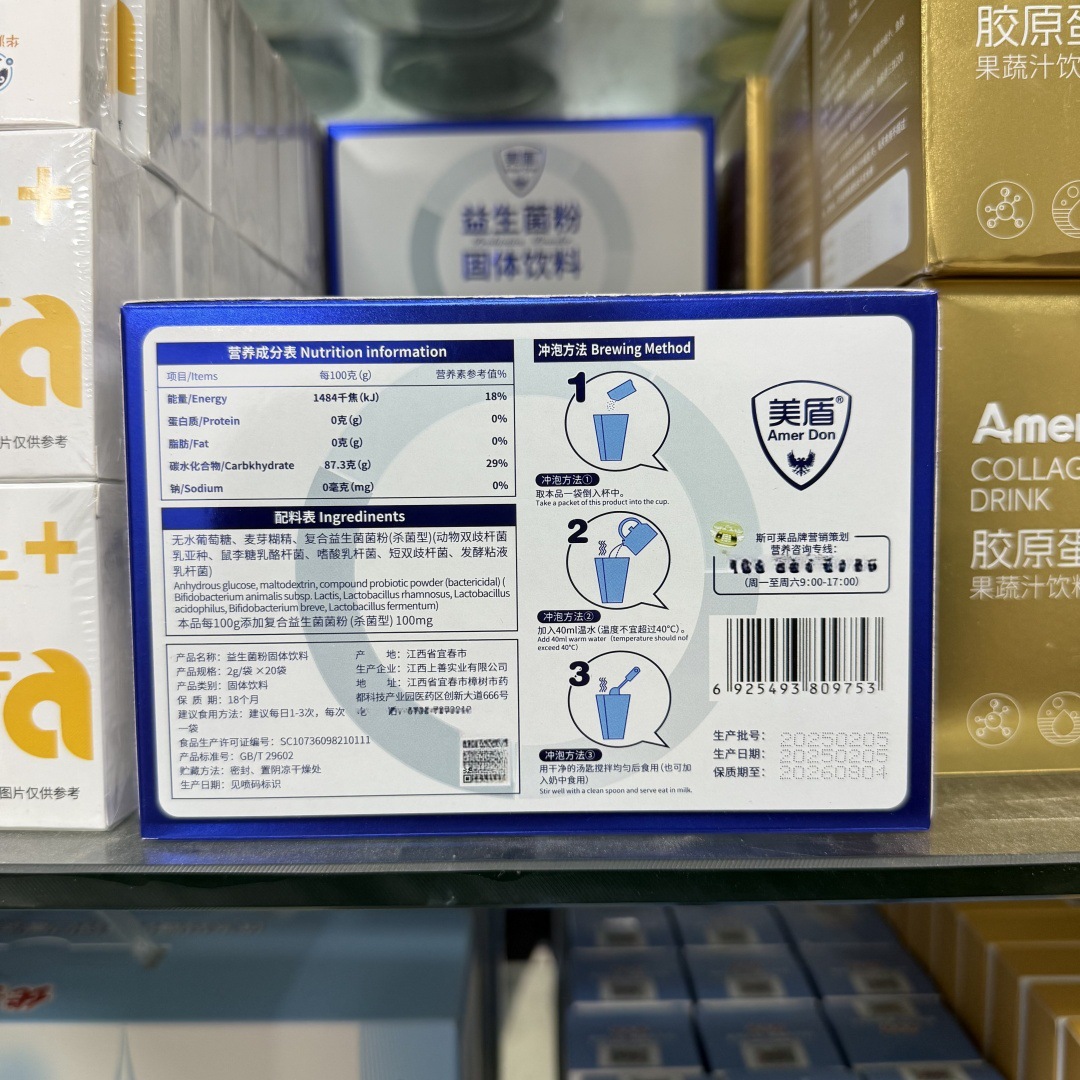 胶原蛋
果蔬汁饮
美盾
益生菌粉
固体饮料
片仅供参考
图片仅供参考
营养成分表 Nutrition information
项目/Items 每100克(g) 营养素参考值%
能量/Energy 1484千焦(kJ) 18%
蛋白质/Protein 0克(g) 0%
脂肪/Fat 0克(g) 0%
碳水化合物/Carbkhydrate 87.3克(g) 29%
钠/Sodium 0毫克(mg) 0%
配料表 Ingredinents
无水葡萄糖、麦芽糊精、复合益生菌菌粉(杀菌型)(动物双歧杆菌
乳亚种、鼠李糖乳酪杆菌、嗜酸乳杆菌、短双歧杆菌、发酵粘液
乳杆菌)
Anhydrous glucose, maltodextrin, compound probiotic powder (bactericidal) (
Bifidobacterium animalis subsp. Lactis, Lactobacillus rhamnosus, Lactobacillus
acidophilus, Bifidobacterium breve, Lactobacillus fermentum)
本品每100g添加复合益生菌菌粉(杀菌型) 100mg
产品名称：益生菌粉固体饮料
产品规格：2g/袋 ×20袋
产品类别：固体饮料
保 质 期：18个月
建议食用方法：建议每日1-3次，每次
一袋
食品生产许可证编号：SC10736098210111
产品标准号：GB/T 29602
贮藏方法：密封、置阴凉干燥处
生产日期：见喷码标识
产 地：江西省宜春市
生产企业：江西上善实业有限公司
地 址：江西省宜春市樟树市药
都科技产业园医药区创新大道666号
冲泡方法 Brewing Method
1
冲泡方法①
取本品一袋倒入杯中。
Take a packet of this product into the cup.
2
冲泡方法②
加入40ml温水(温度不宜超过40°C)。
Add 40ml warm water (temperature should not
exceed 40°C)
3
冲泡方法③
用干净的汤匙搅拌均匀后食用(也可加
入奶中食用)
Stir well with a clean spoon and serve eat in milk.
美盾®
Amer Don
斯可莱品牌营销策划
营养咨询专线：
(周一至周六9:00-17:00)
6 925493 809753
生产批号：20250205
生产日期：20250205
保质期至：20260804
Amer
COLLAG
DRINK
胶原蛋
果蔬汁饮料